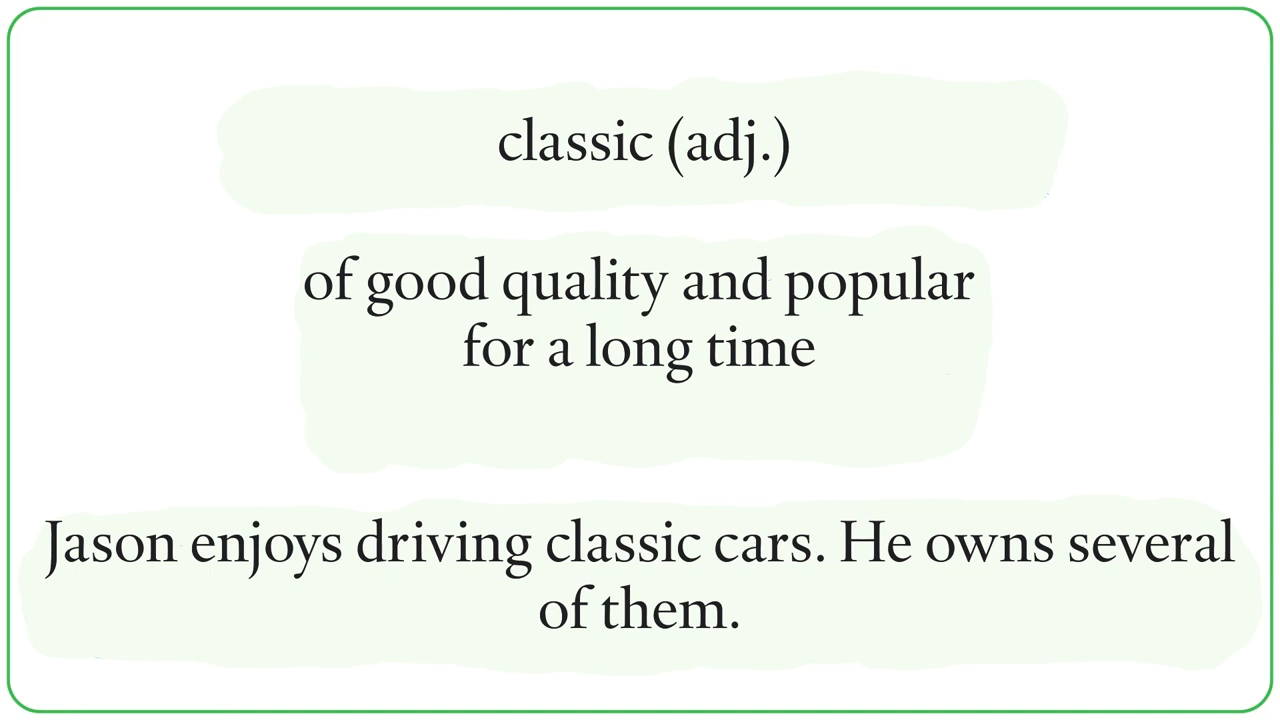 classic (adj.)
of good quality and popular
for a long time
Jason enjoys driving classic cars. He owns several
of them.